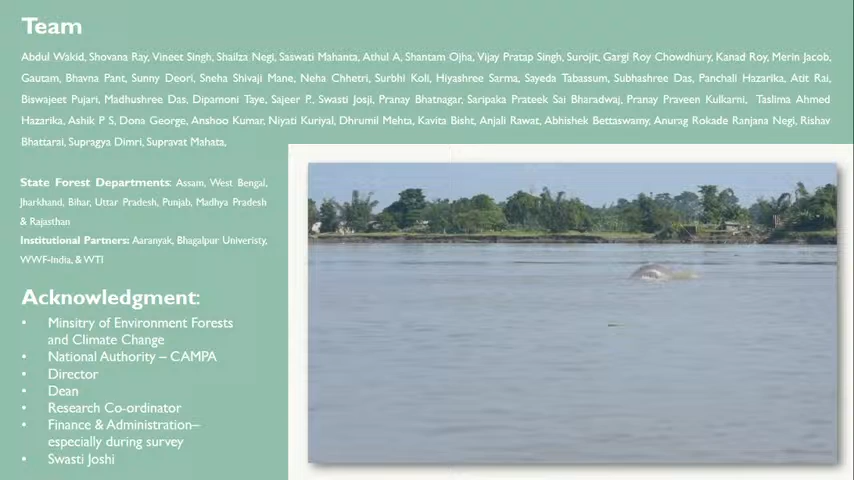 Team
Abdul Wakid, Shovana Ray, Vineet Singh, Shailza Negi, Saswati Mahanta, Athul A, Shantam Ojha, Vijay Pratap Singh, Surojit, Gargi Roy Chowdhury, Kanad Roy, Merin Jacob,
Gautam, Bhavna Pant, Sunny Deori, Sneha Shivaji Mane, Neha Chhetri, Surbhi Koli, Hiyashree Sarma, Sayeda Tabassum, Subhashree Das, Panchali Hazarika, Atit Rai,
Biswajeet Pujari, Madhushree Das, Dipamoni Taye, Sajeer P., Swasti Josji, Pranay Bhatnagar, Saripaka Prateek Sai Bharadwaj, Pranay Praveen Kulkarni, Taslima Ahmed
Hazarika, Ashik P S, Dona George, Anshoo Kumar, Niyati Kuriyal, Dhrumil Mehta, Kavita Bisht, Anjali Rawat, Abhishek Bettaswamy, Anurag Rokade Ranjana Negi, Rishav
Bhattarai, Supragya Dimri, Supravat Mahata,
State Forest Departments: Assam, West Bengal,
Jharkhand, Bihar, Uttar Pradesh, Punjab, Madhya Pradesh
& Rajasthan
Institutional Partners: Aaranyak, Bhagalpur Univeristy,
WWF-India, & WTI
Acknowledgment:
• Minsitry of Environment Forests
and Climate Change
• National Authority – CAMPA
• Director
• Dean
• Research Co-ordinator
• Finance & Administration–
especially during survey
• Swasti Joshi